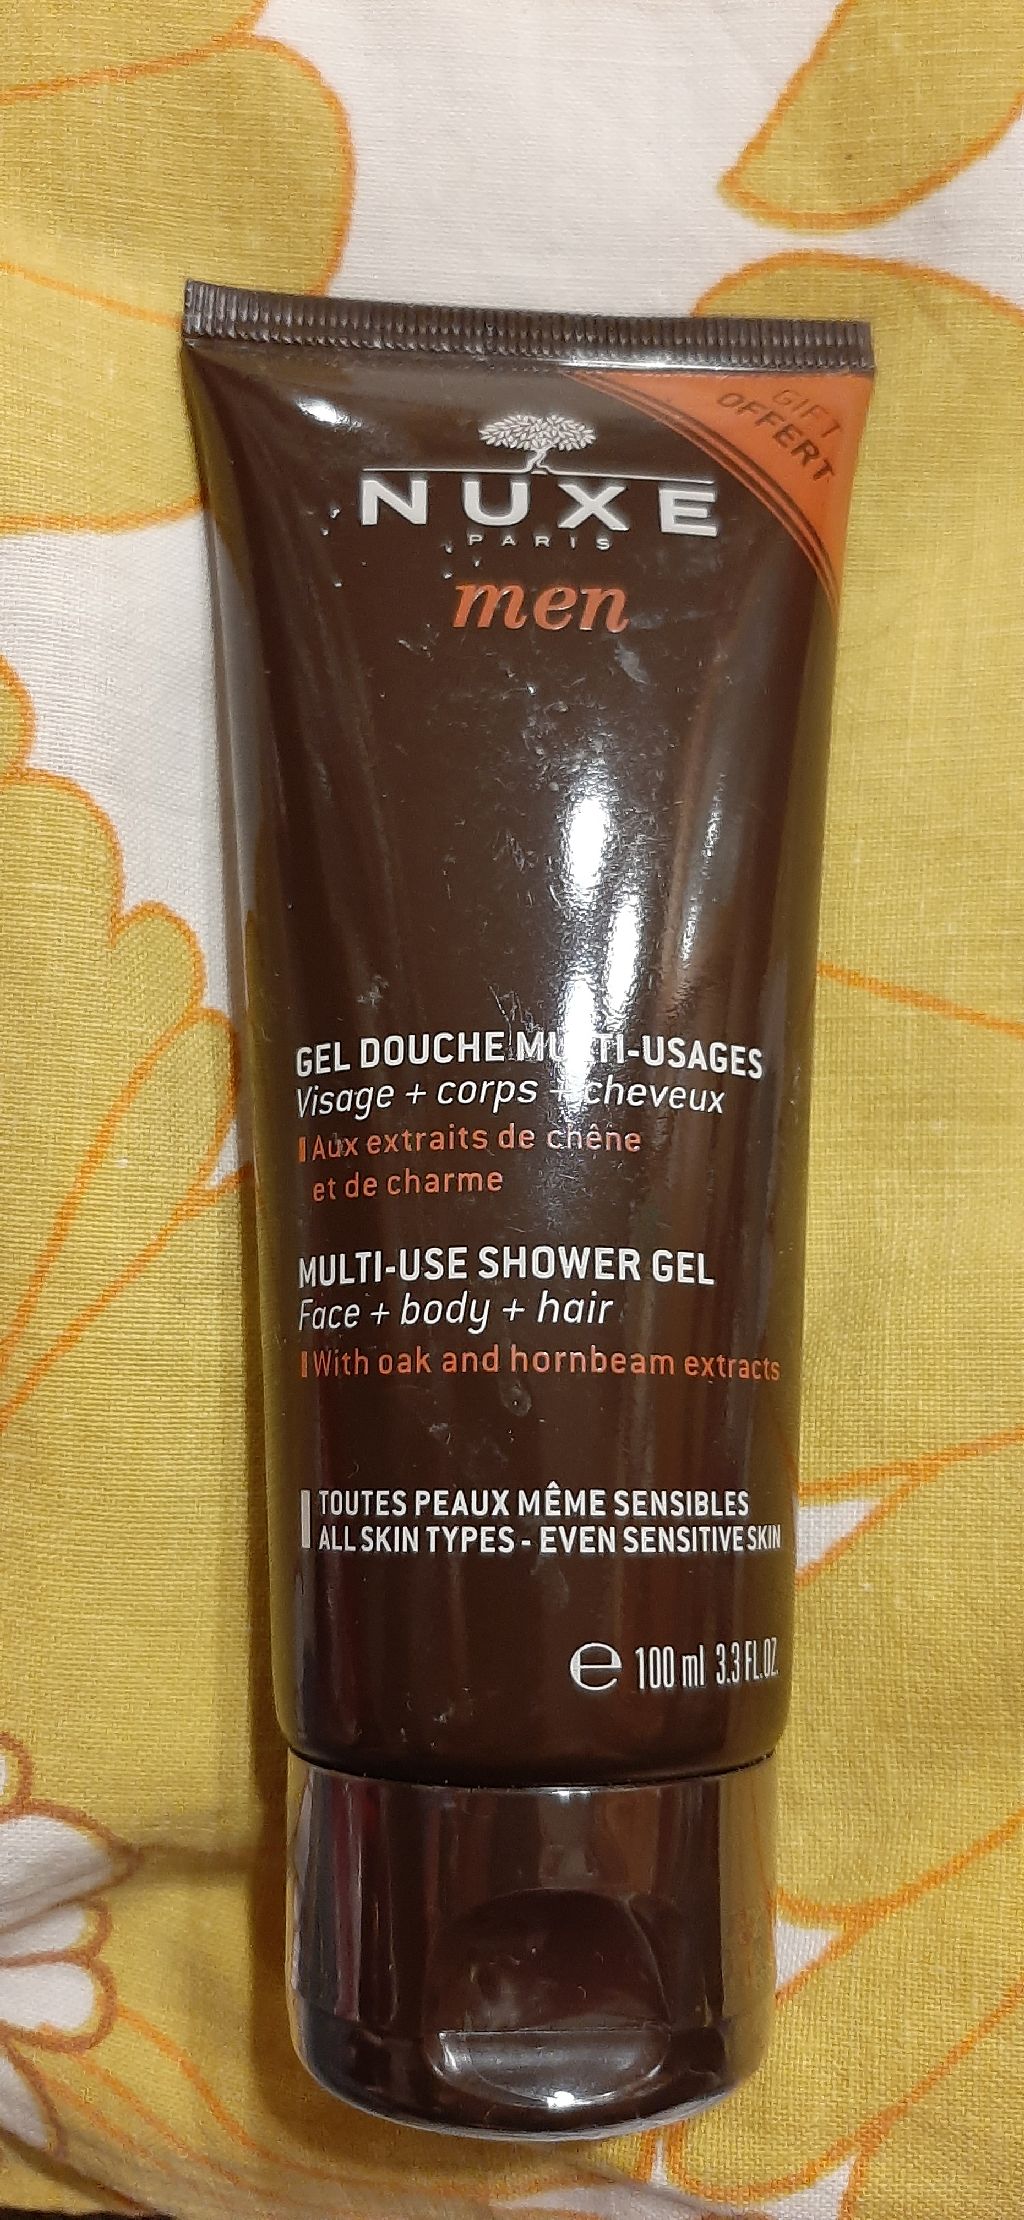 GIFT
OFFERT
NUXE
PARIS
men
GEL DOUCHE MULTI-USAGES
Visage + corps + cheveux
Aux extraits de chêne
et de charme
MULTI-USE SHOWER GEL
Face + body + hair
With oak and hornbeam extracts
TOUTES PEAUX MÊME SENSIBLES
ALL SKIN TYPES - EVEN SENSITIVE SKIN
℮ 100 ml 3.3 FL.OZ.